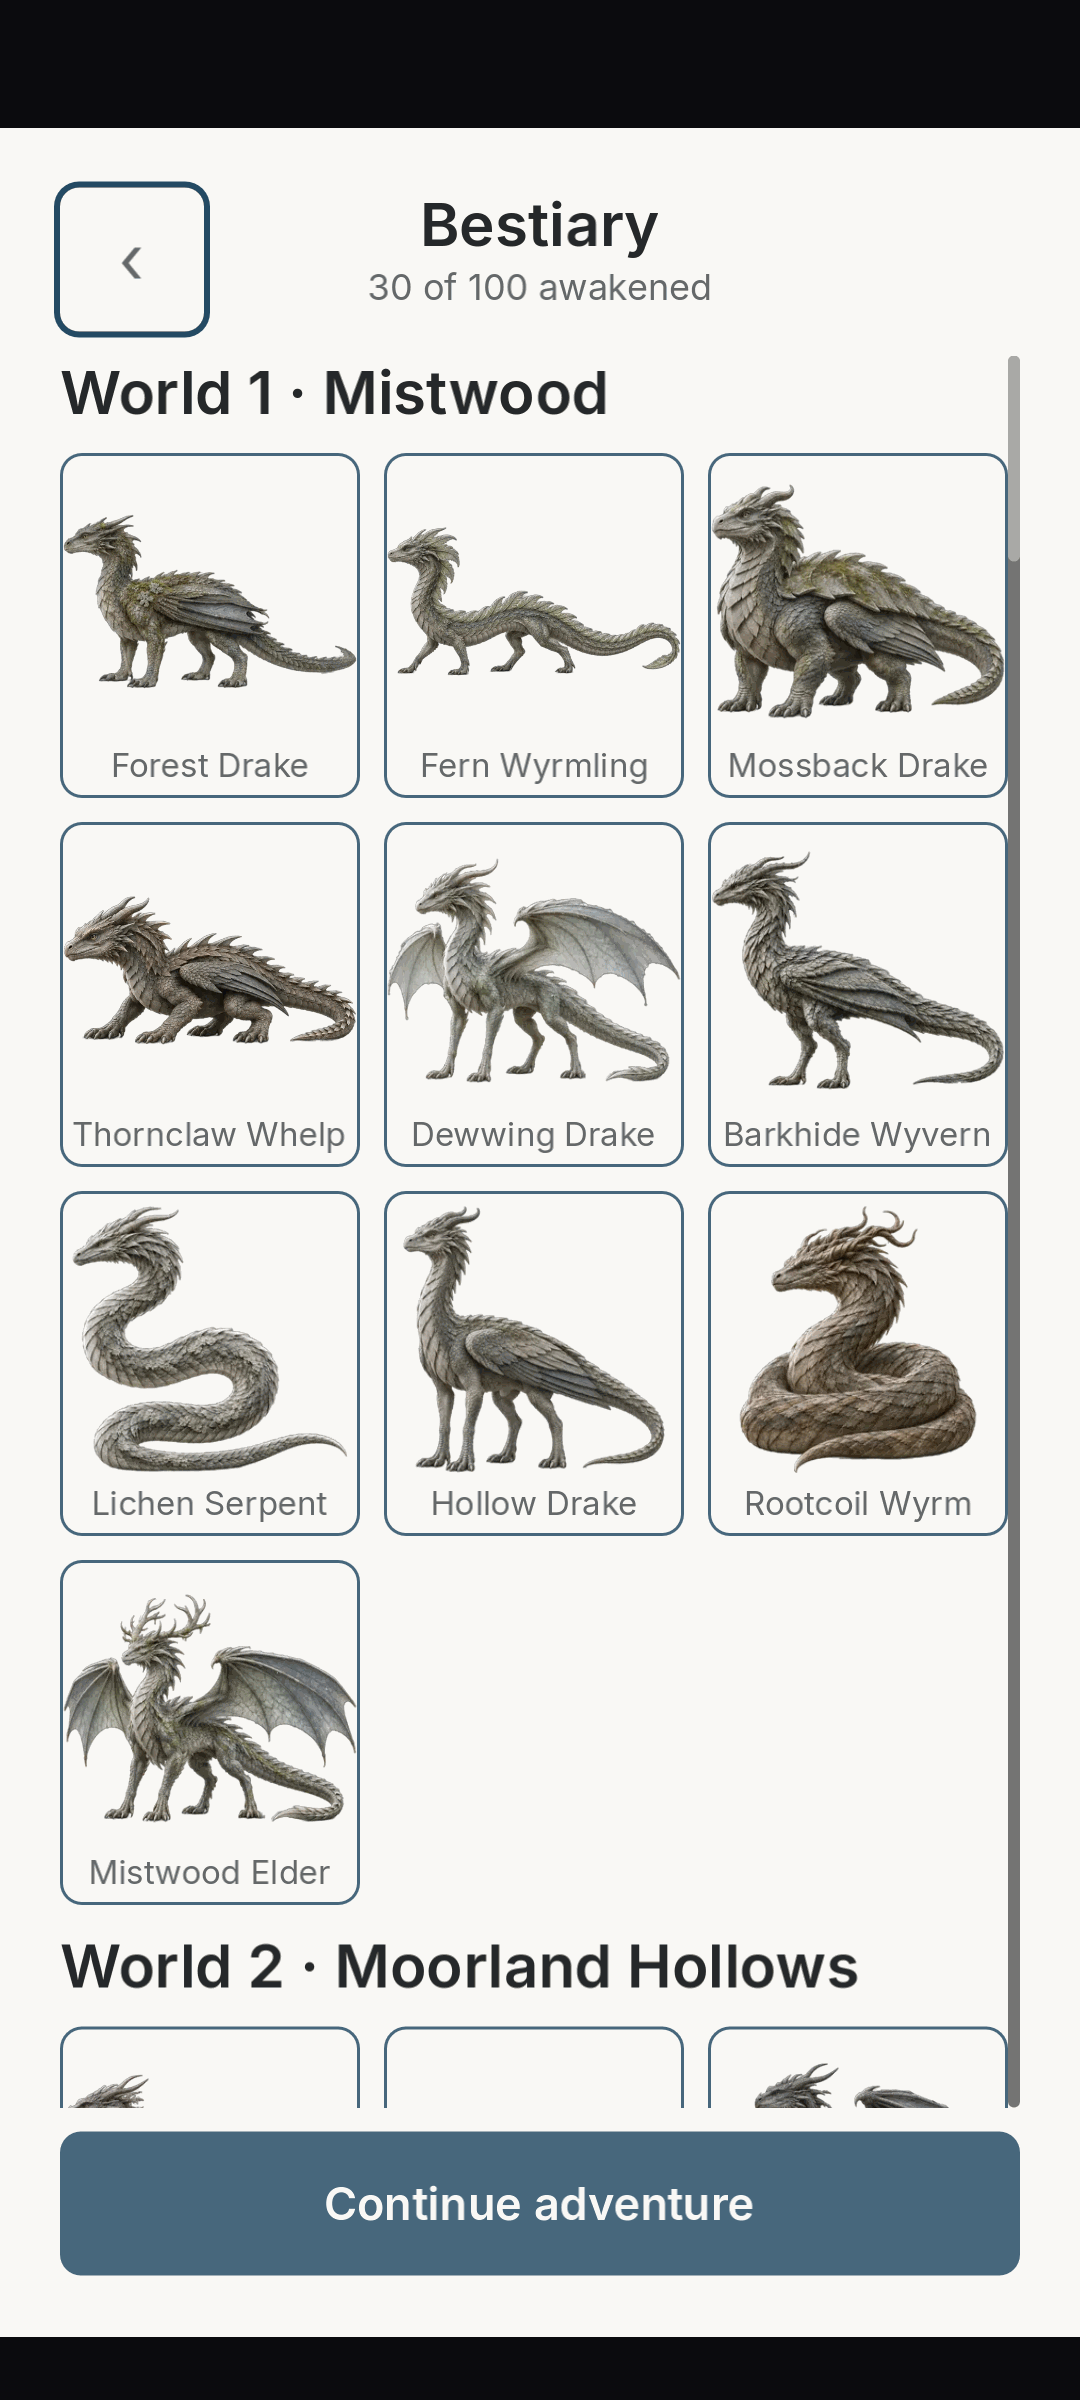 ‹
Bestiary
30 of 100 awakened
World 1 · Mistwood
Forest Drake
Fern Wyrmling
Mossback Drake
Thornclaw Whelp
Dewwing Drake
Barkhide Wyvern
Lichen Serpent
Hollow Drake
Rootcoil Wyrm
Mistwood Elder
World 2 · Moorland Hollows
Continue adventure